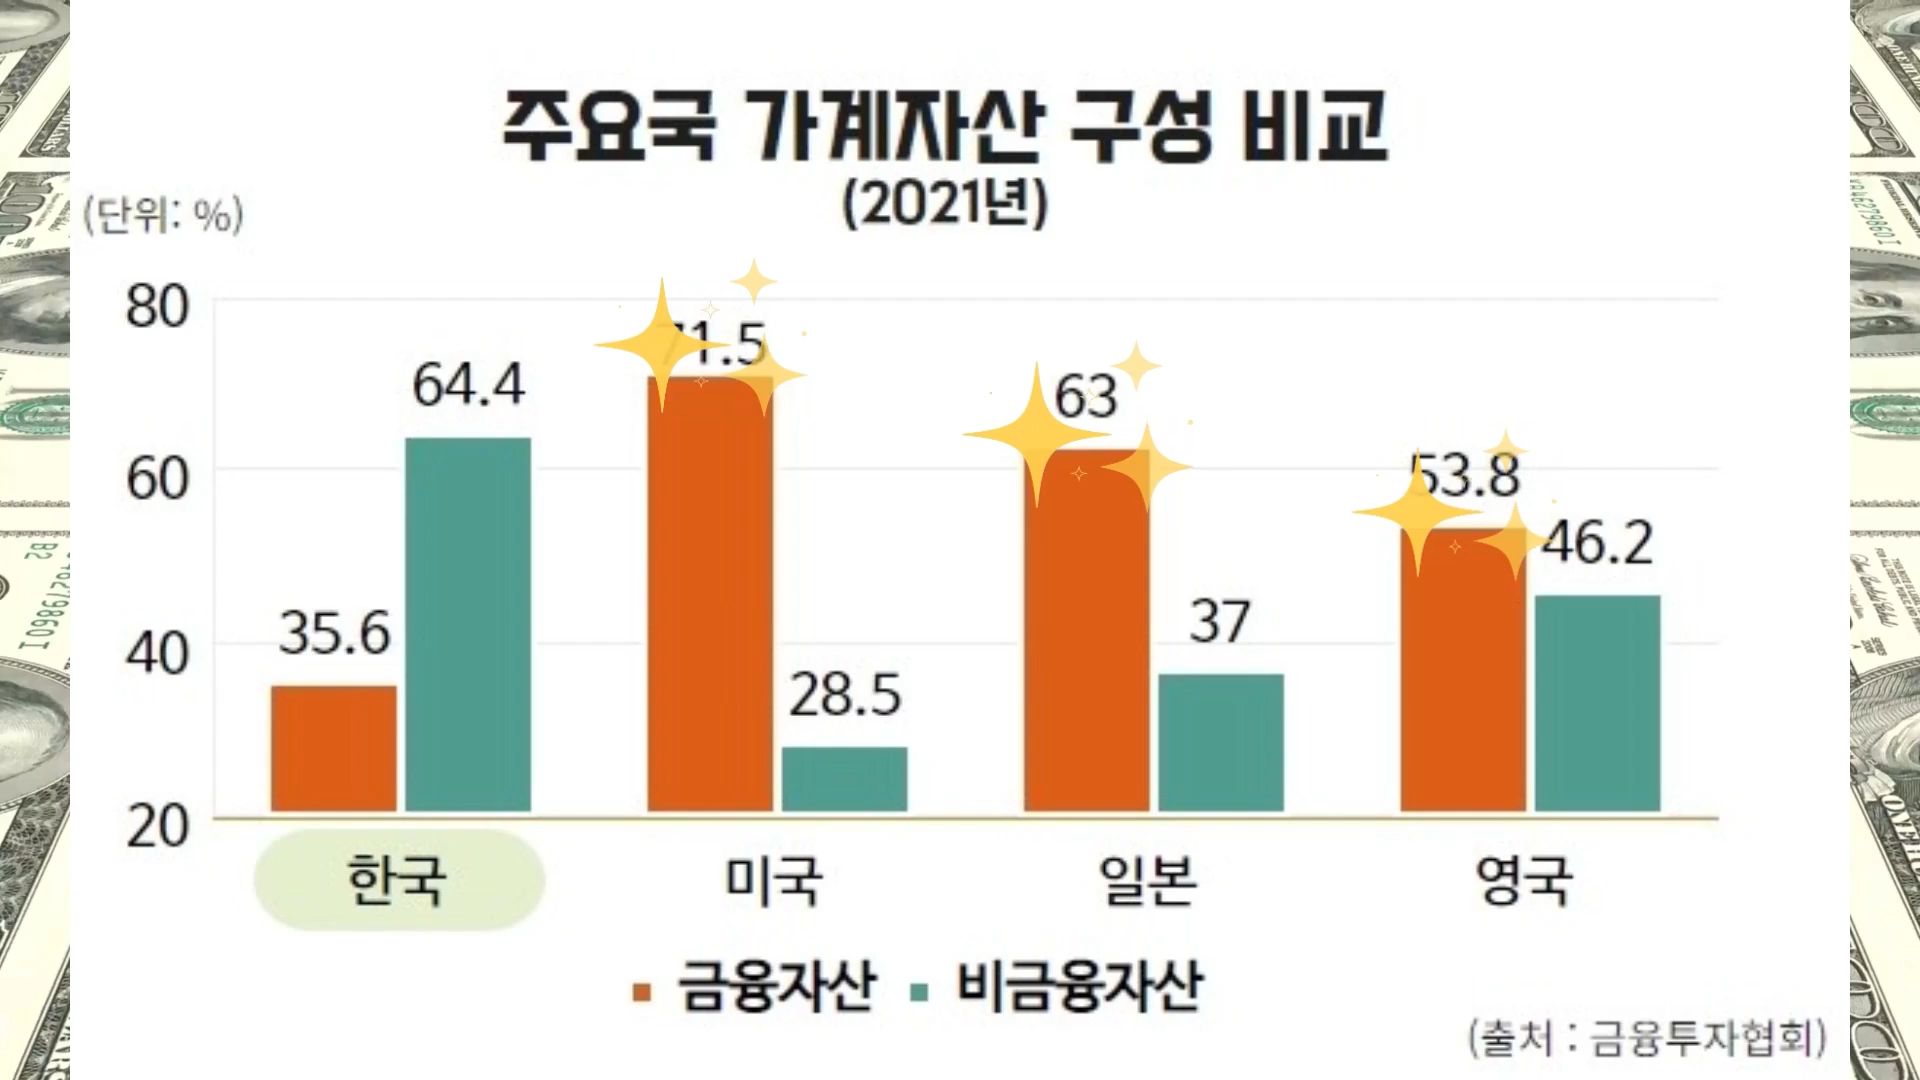 주요국 가계자산 구성 비교
(2021년)
(단위: %)
80
60
40
20
35.6
64.4
71.5
28.5
63
37
53.8
46.2
한국
미국
일본
영국
금융자산
비금융자산
(출처 : 금융투자협회)